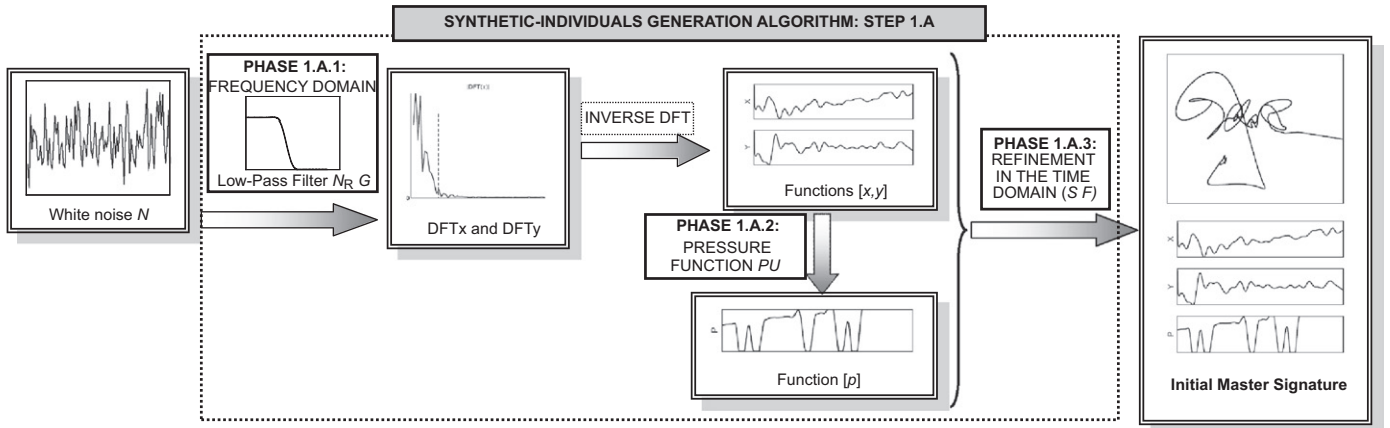 SYNTHETIC-INDIVIDUALS GENERATION ALGORITHM: STEP 1.A
White noise N
PHASE 1.A.1:
FREQUENCY DOMAIN
Low-Pass Filter NR G
|DFT(x)|
0
DFTx and DFTy
INVERSE DFT
X
Y
Functions [x,y]
PHASE 1.A.2:
PRESSURE
FUNCTION PU
p
Function [p]
PHASE 1.A.3:
REFINEMENT
IN THE TIME
DOMAIN (S F)
X
Y
p
Initial Master Signature